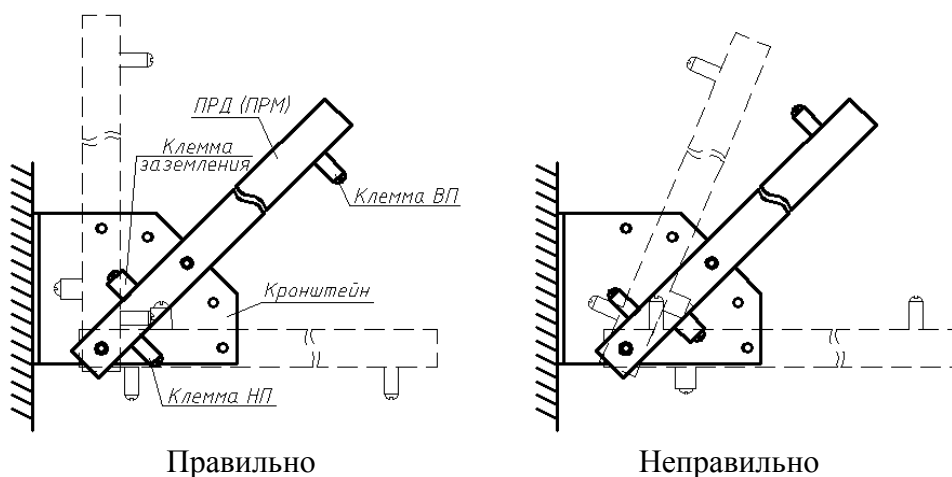 ПРД (ПРМ)
Клемма
заземления
Клемма ВП
Кронштейн
Клемма НП
Правильно
Неправильно